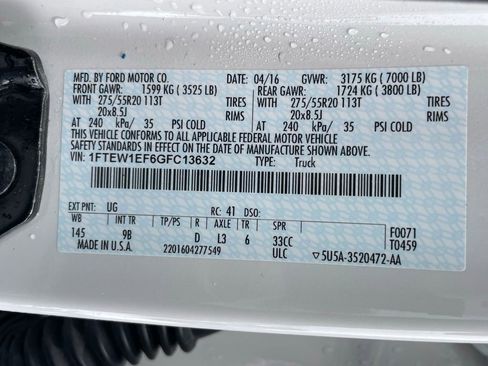 MFD. BY FORD MOTOR CO. 04/16 GVWR: 3175 KG ( 7000 LB)
FRONT GAWR: 1599 KG ( 3525 LB) REAR GAWR: 1724 KG ( 3800 LB)
WITH 275/55R20 113T TIRES WITH 275/55R20 113T TIRES
20x8.5J RIMS 20x8.5J RIMS
AT 240 kPa/ 35 PSI COLD AT 240 kPa/ 35 PSI COLD
THIS VEHICLE CONFORMS TO ALL APPLICABLE FEDERAL MOTOR VEHICLE
SAFETY STANDARDS IN EFFECT ON THE DATE OF MANUFACTURE SHOWN ABOVE.
VIN: 1FTEW1EF6GFC13632 TYPE: Truck
EXT PNT: UG RC: 41 DSO:
WB INT TR TP/PS R AXLE TR SPR F0071
145 9B D L3 6 33CC T0459
MADE IN U.S.A. 2201604277549 ULC ▽5U5A-3520472-AA